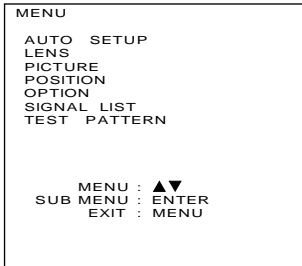 MENU
AUTO SETUP
LENS
PICTURE
POSITION
OPTION
SIGNAL LIST
TEST PATTERN
MENU : ▲▼
SUB MENU : ENTER
EXIT : MENU